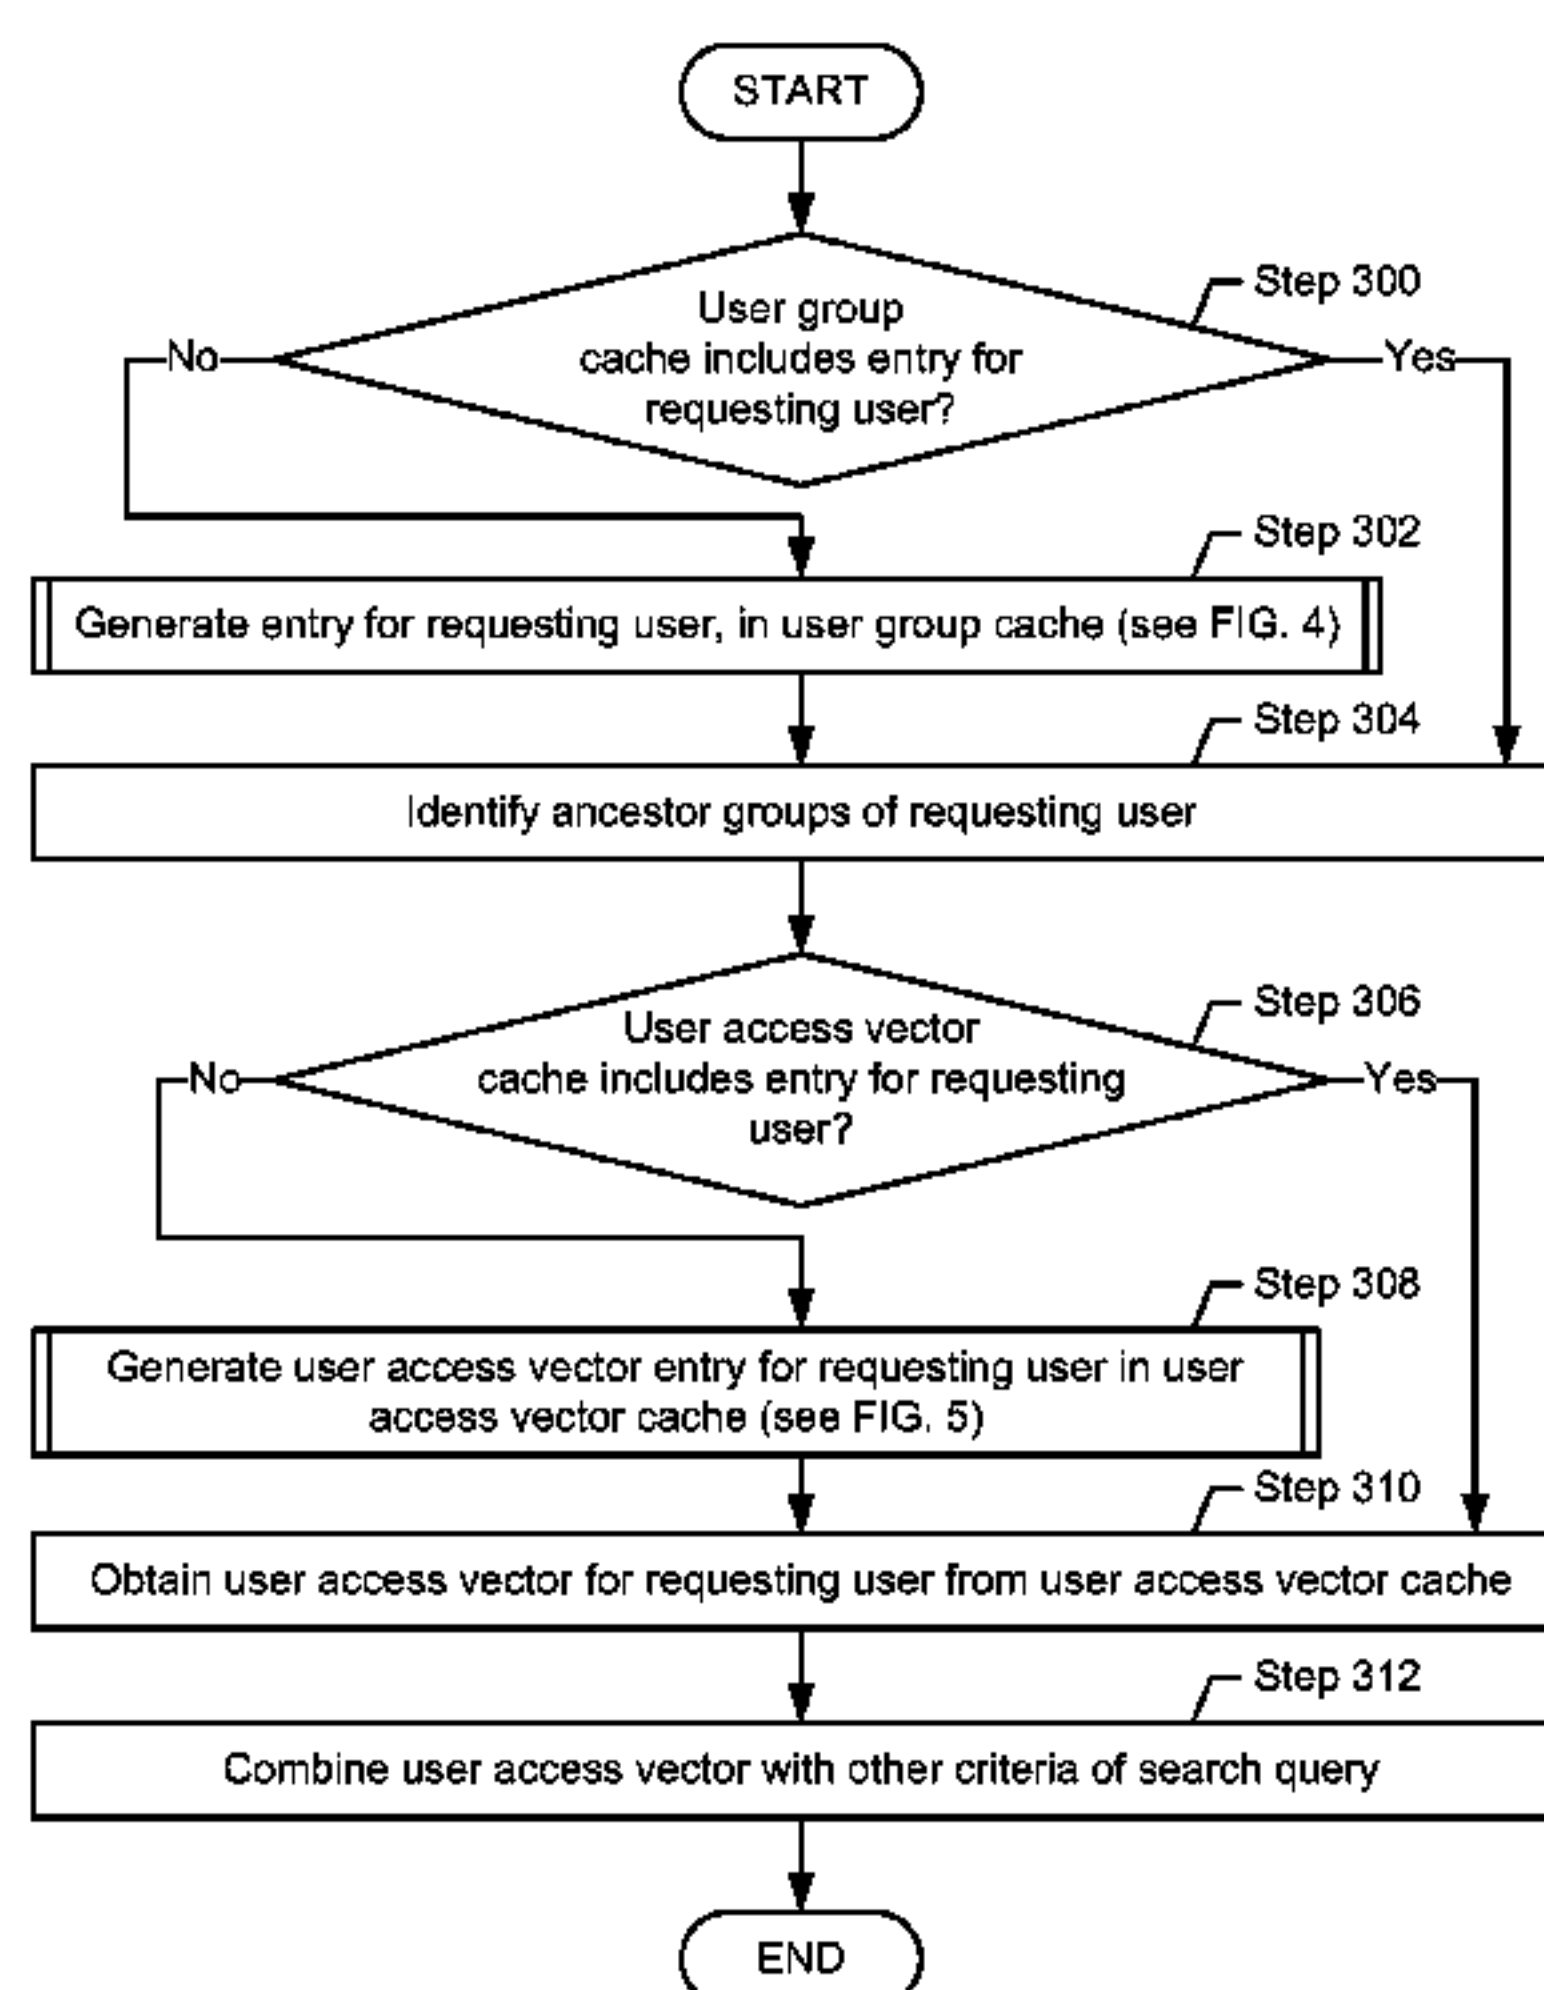 START
Step 300
User group
cache includes entry for
requesting user?
No
Yes
Step 302
Generate entry for requesting user, in user group cache (see FIG. 4)
Step 304
Identify ancestor groups of requesting user
Step 306
User access vector
cache includes entry for requesting
user?
No
Yes
Step 308
Generate user access vector entry for requesting user in user
access vector cache (see FIG. 5)
Step 310
Obtain user access vector for requesting user from user access vector cache
Step 312
Combine user access vector with other criteria of search query
END